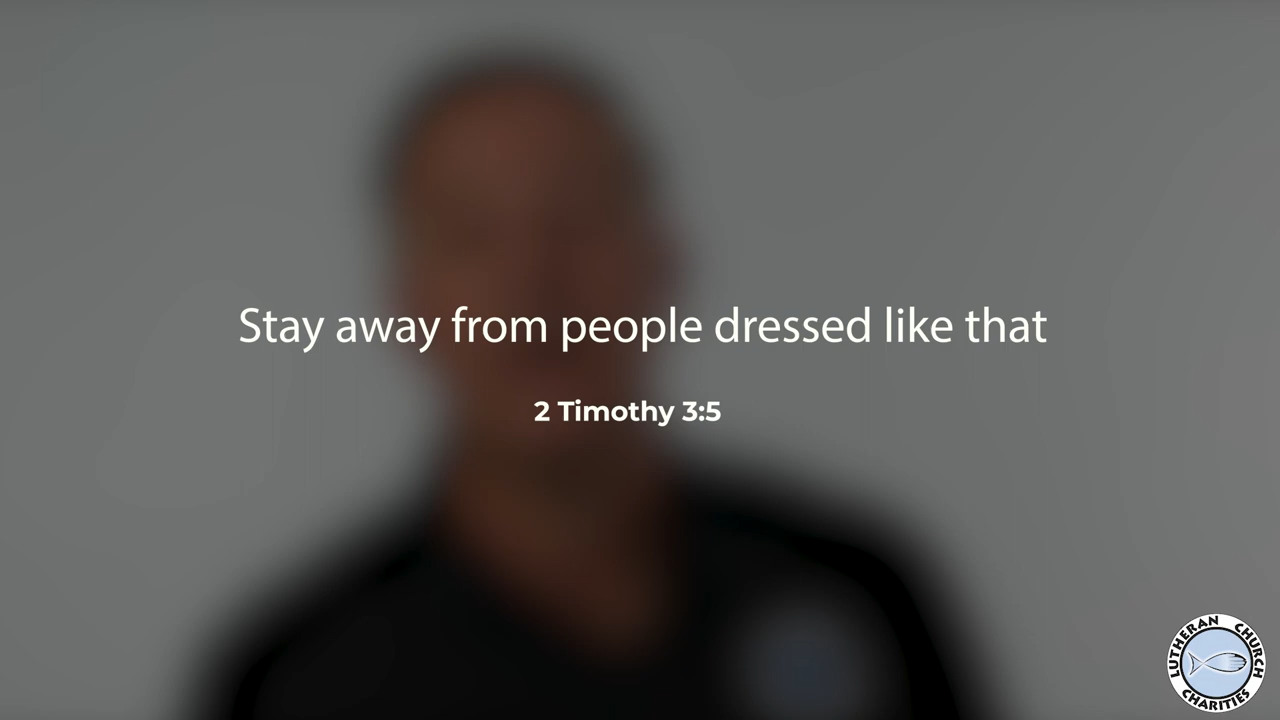 Stay away from people dressed like that
2 Timothy 3:5
LUTHERAN CHURCH
CHARITIES